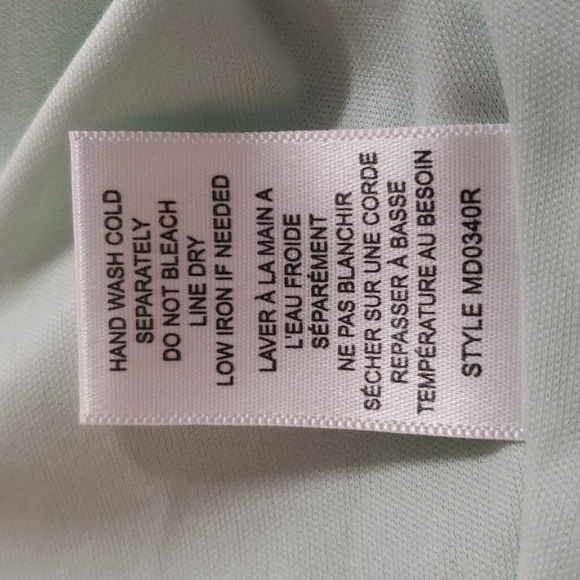 HAND WASH COLD
SEPARATELY
DO NOT BLEACH
LINE DRY
LOW IRON IF NEEDED
LAVER À LA MAIN A
L'EAU FROIDE
SÉPARÉMENT
NE PAS BLANCHIR
SÉCHER SUR UNE CORDE
REPASSER À BASSE
TEMPÉRATURE AU BESOIN
STYLE MD0340R